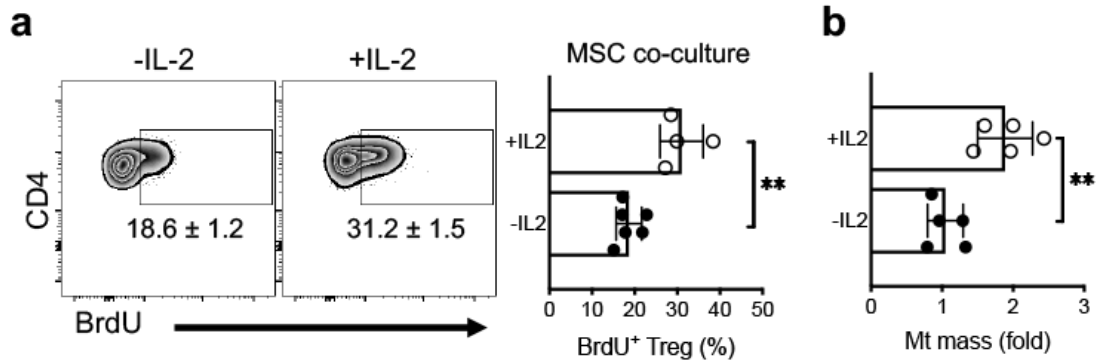 a
-IL-2
+IL-2
CD4
18.6 ± 1.2
31.2 ± 1.5
BrdU
MSC co-culture
+IL2
-IL2
**
0 10 20 30 40 50
BrdU⁺ Treg (%)
b
+IL2
-IL2
**
0 1 2 3
Mt mass (fold)